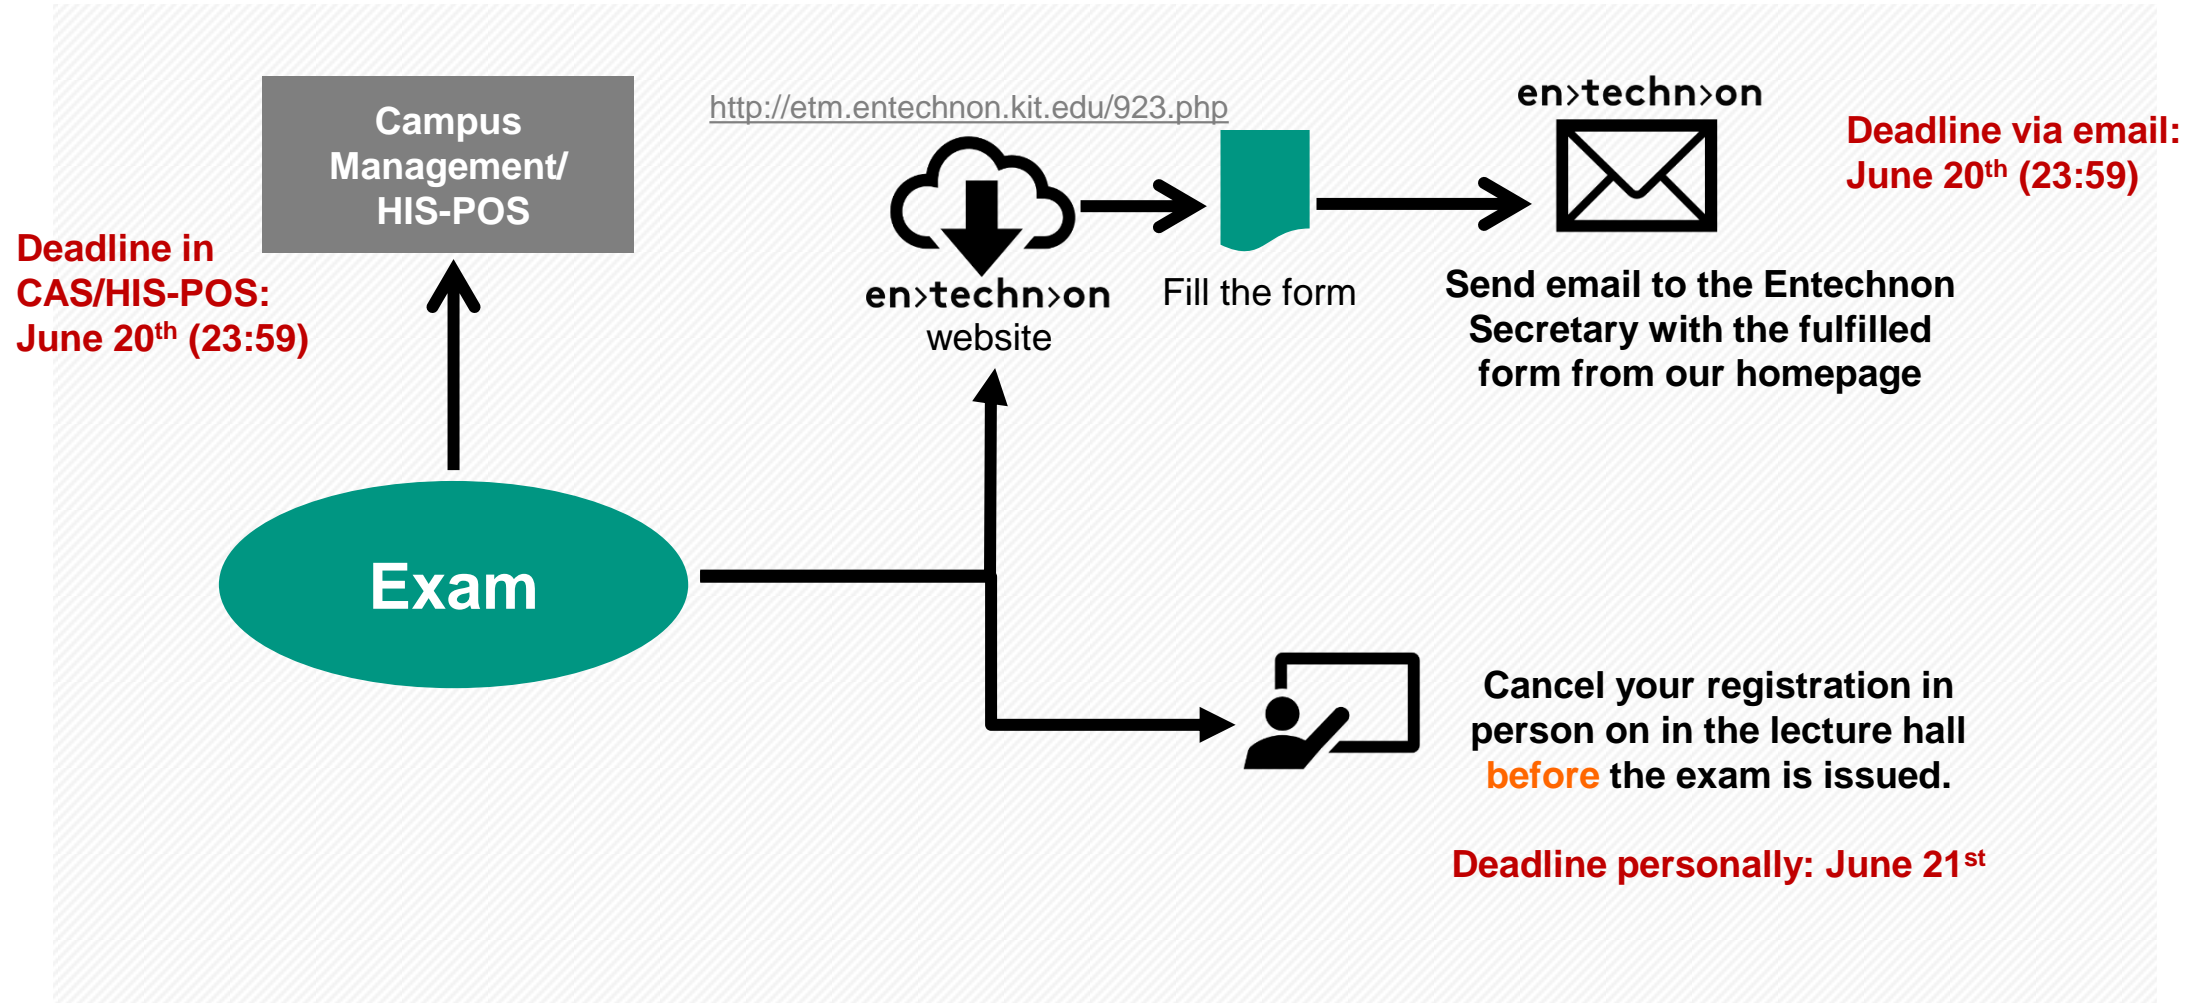 Campus
Management/
HIS-POS
Deadline in
CAS/HIS-POS:
June 20th (23:59)
Exam
http://etm.entechnon.kit.edu/923.php
en›techn›on
website
Fill the form
en›techn›on
Deadline via email:
June 20th (23:59)
Send email to the Entechnon
Secretary with the fulfilled
form from our homepage
Cancel your registration in
person on in the lecture hall
before the exam is issued.
Deadline personally: June 21st